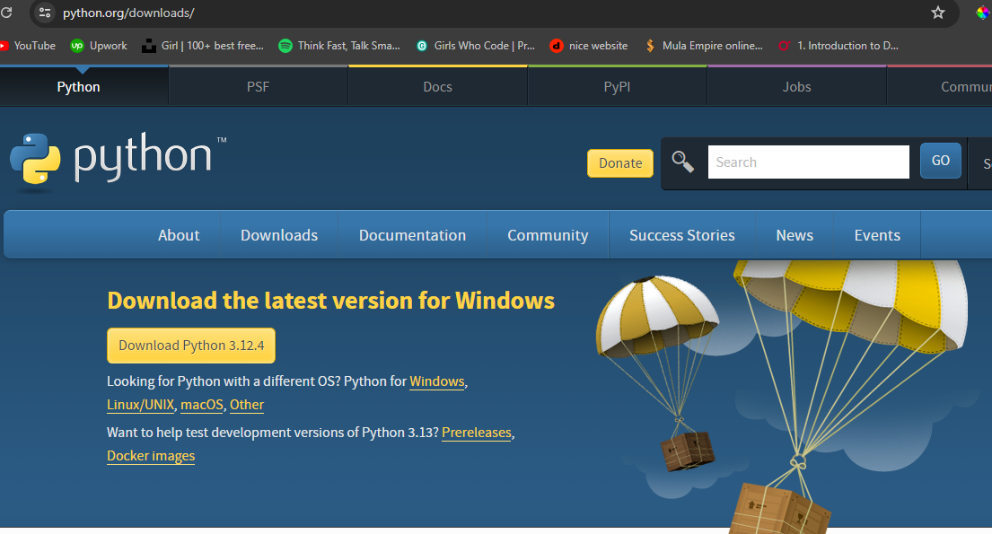 python.org/downloads/
YouTube Upwork Girl | 100+ best free... Think Fast, Talk Sma... Girls Who Code | Pr... nice website Mula Empire online... 1. Introduction to D...
Python PSF Docs PyPI Jobs Commu
python™
Donate Search GO
About Downloads Documentation Community Success Stories News Events
Download the latest version for Windows
Download Python 3.12.4
Looking for Python with a different OS? Python for Windows,
Linux/UNIX, macOS, Other
Want to help test development versions of Python 3.13? Prereleases,
Docker images